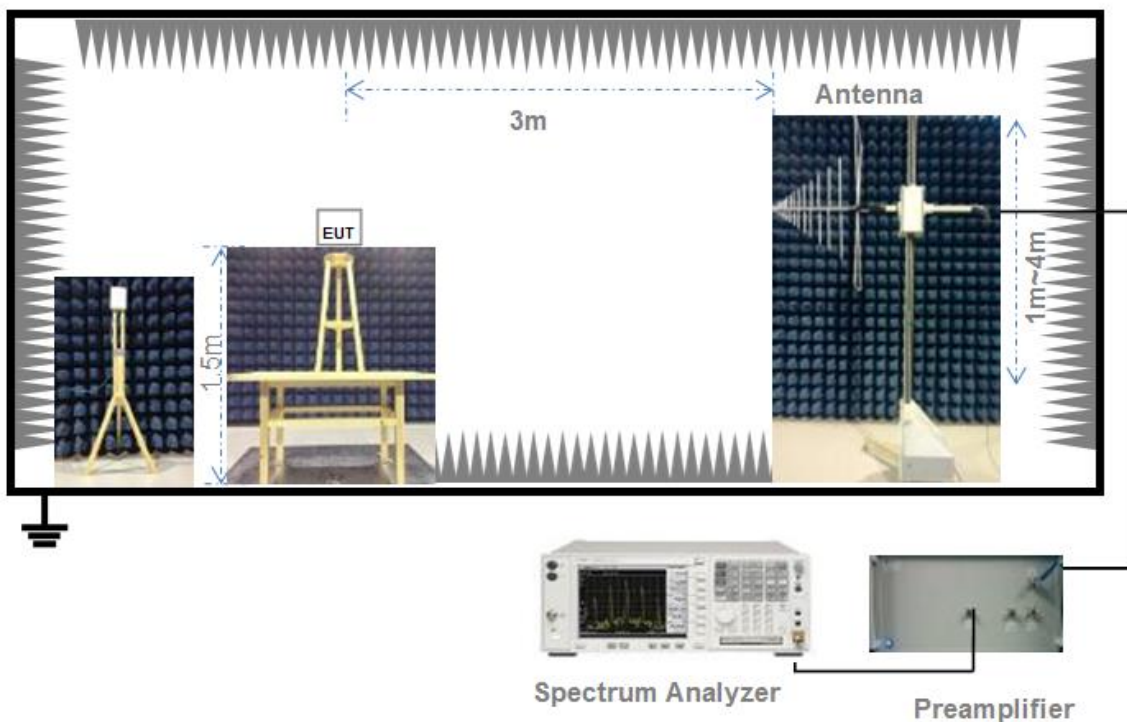 Antenna
3m
EUT
1m~4m
1.5m
Spectrum Analyzer
Preamplifier